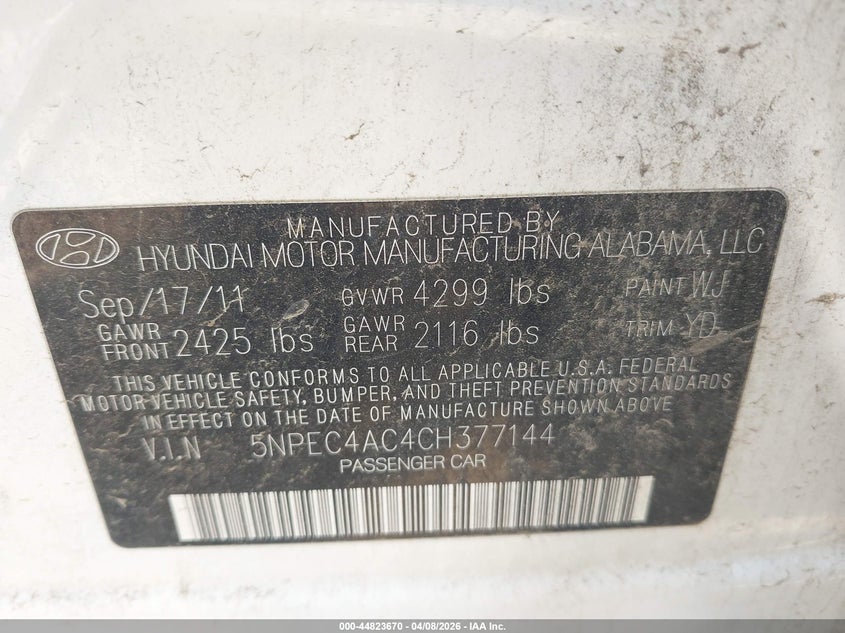 MANUFACTURED BY
HYUNDAI MOTOR MANUFACTURING ALABAMA, LLC
Sep/17/11 GVWR 4299 lbs PAINT WJ
GAWR FRONT 2425 lbs GAWR REAR 2116 lbs TRIM YD
THIS VEHICLE CONFORMS TO ALL APPLICABLE U.S.A. FEDERAL
MOTOR VEHICLE SAFETY, BUMPER, AND THEFT PREVENTION STANDARDS
IN EFFECT ON THE DATE OF MANUFACTURE SHOWN ABOVE
V.I.N 5NPEC4AC4CH377144
PASSENGER CAR
000-44823670 - 04/08/2026 - IAA Inc.